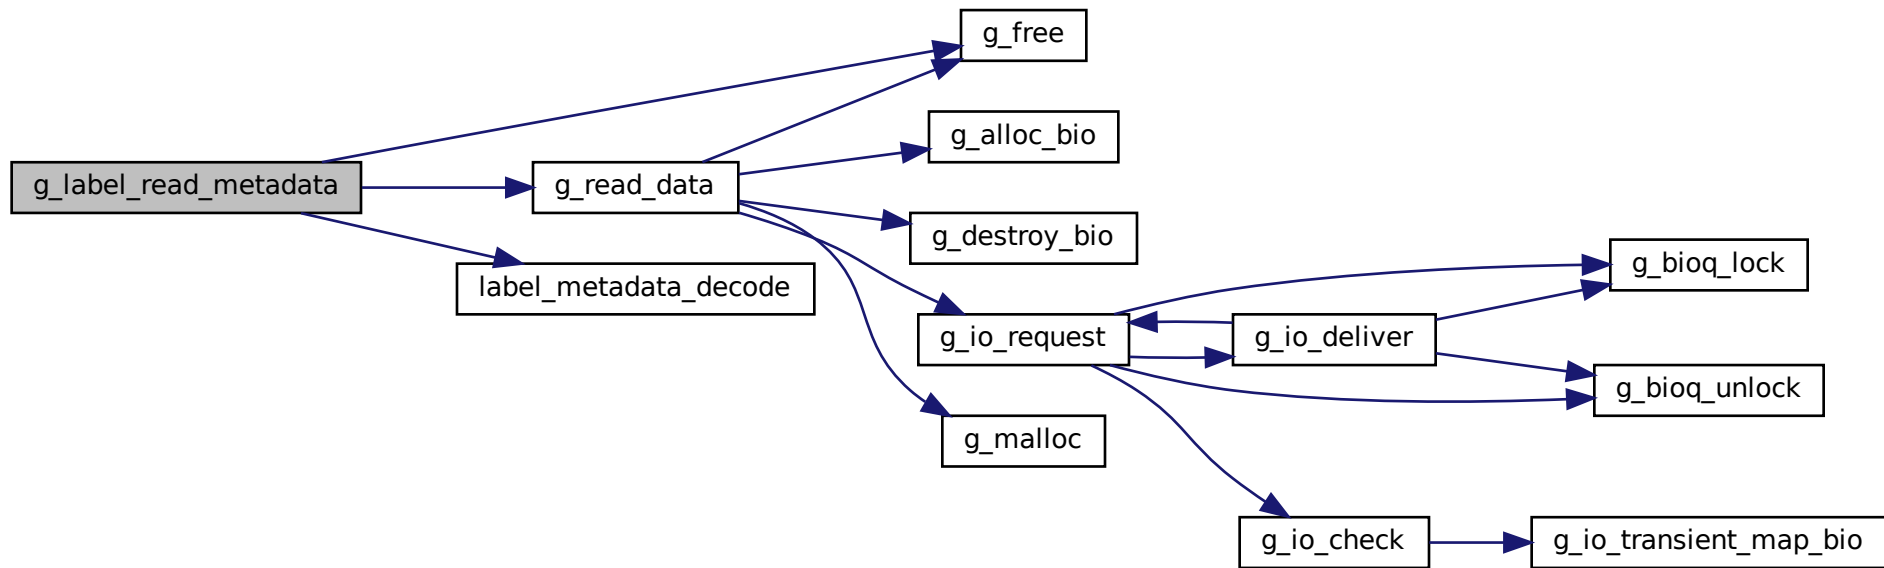 g_free
g_alloc_bio
g_label_read_metadata
g_read_data
g_destroy_bio
g_bioq_lock
label_metadata_decode
g_io_request
g_io_deliver
g_bioq_unlock
g_malloc
g_io_check
g_io_transient_map_bio